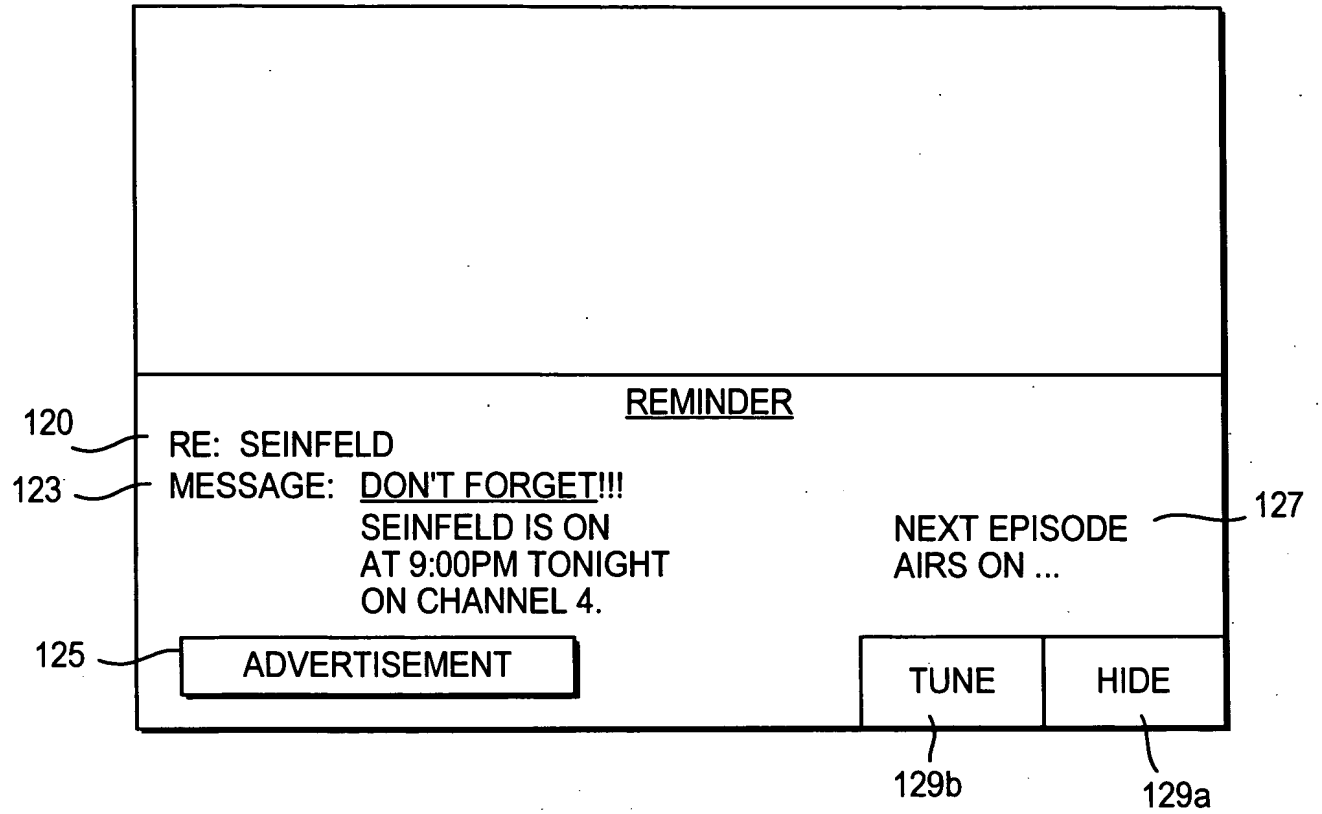 REMINDER
120
RE: SEINFELD
123
MESSAGE: DON'T FORGET!!!
SEINFELD IS ON
AT 9:00PM TONIGHT
ON CHANNEL 4.
NEXT EPISODE
AIRS ON ...
127
125
ADVERTISEMENT
TUNE
HIDE
129b
129a